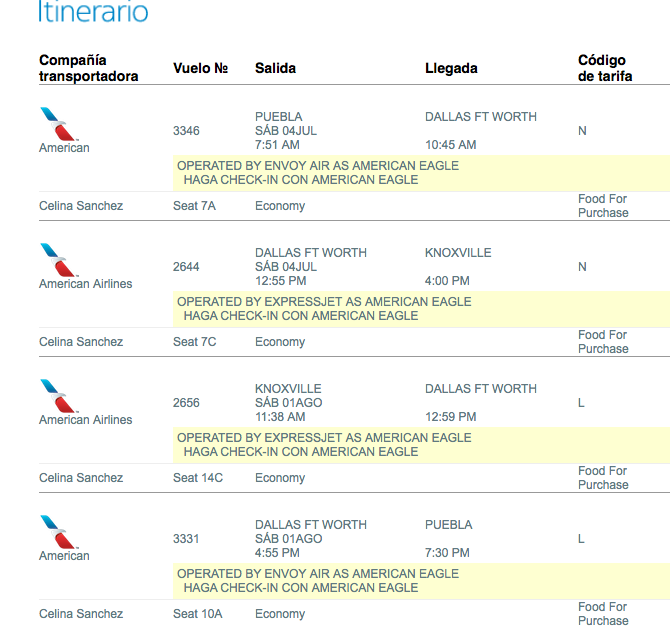 Itinerario
Compañía transportadora Vuelo № Salida Llegada Código de tarifa
PUEBLA DALLAS FT WORTH
3346 SÁB 04JUL N
American 7:51 AM 10:45 AM
OPERATED BY ENVOY AIR AS AMERICAN EAGLE
HAGA CHECK-IN CON AMERICAN EAGLE
Celina Sanchez Seat 7A Economy Food For Purchase
DALLAS FT WORTH KNOXVILLE
2644 SÁB 04JUL N
American Airlines 12:55 PM 4:00 PM
OPERATED BY EXPRESSJET AS AMERICAN EAGLE
HAGA CHECK-IN CON AMERICAN EAGLE
Celina Sanchez Seat 7C Economy Food For Purchase
KNOXVILLE DALLAS FT WORTH
2656 SÁB 01AGO L
American Airlines 11:38 AM 12:59 PM
OPERATED BY EXPRESSJET AS AMERICAN EAGLE
HAGA CHECK-IN CON AMERICAN EAGLE
Celina Sanchez Seat 14C Economy Food For Purchase
DALLAS FT WORTH PUEBLA
3331 SÁB 01AGO L
American 4:55 PM 7:30 PM
OPERATED BY ENVOY AIR AS AMERICAN EAGLE
HAGA CHECK-IN CON AMERICAN EAGLE
Celina Sanchez Seat 10A Economy Food For Purchase